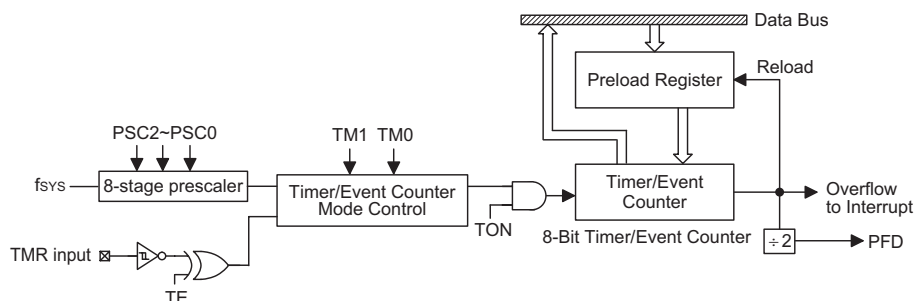 Data Bus
Preload Register
Reload
PSC2~PSC0
TM1
TM0
fSYS
8-stage prescaler
Timer/Event Counter
Mode Control
Timer/Event
Counter
Overflow
to Interrupt
TON
8-Bit Timer/Event Counter
÷2
PFD
TMR input
TE